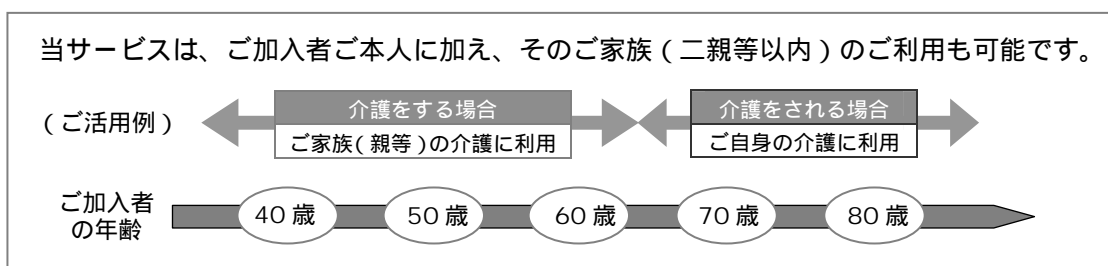 当サービスは、ご加入者ご本人に加え、そのご家族(二親等以内)のご利用も可能です。
(ご活用例)
介護をする場合
ご家族(親等)の介護に利用
介護をされる場合
ご自身の介護に利用
ご加入者
の年齢
40歳
50歳
60歳
70歳
80歳